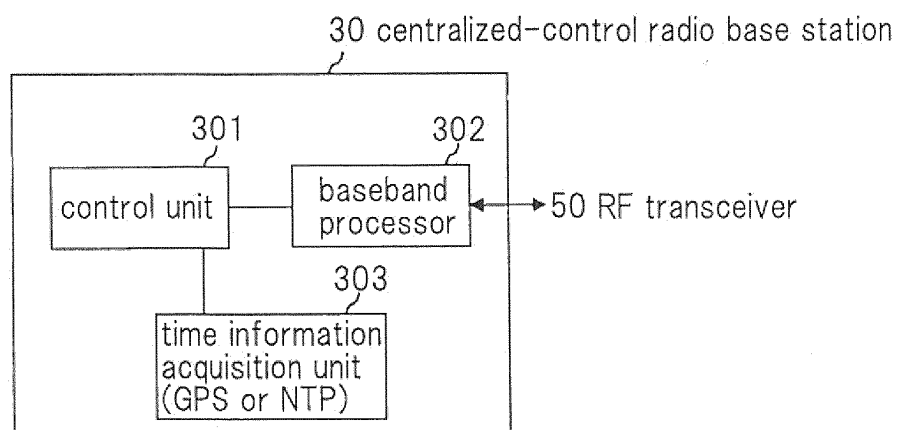 30 centralized-control radio base station
301
302
control unit
baseband
processor
50 RF transceiver
303
time information
acquisition unit
(GPS or NTP)